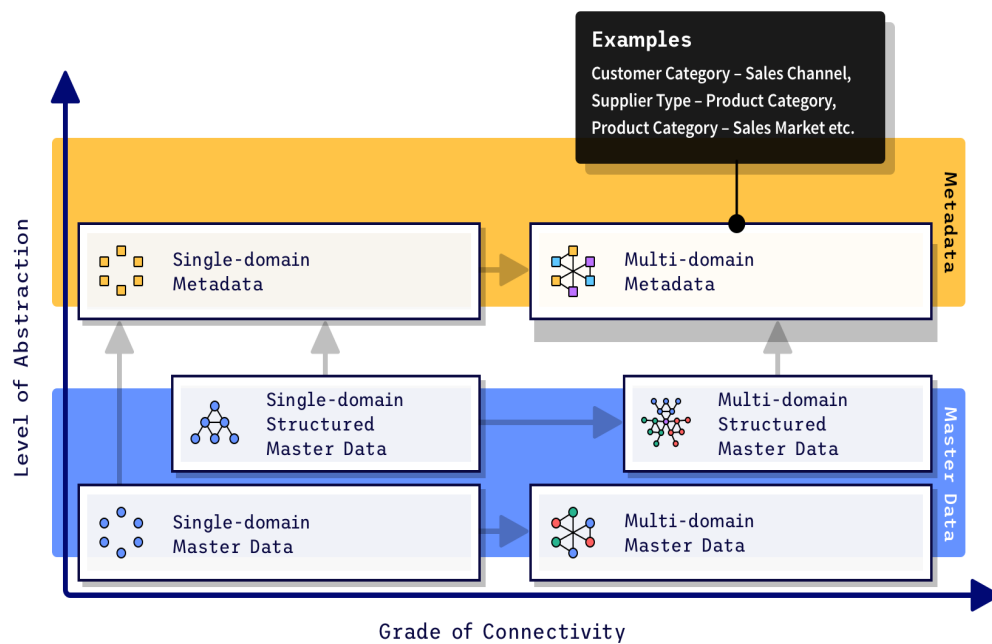 Examples
Customer Category – Sales Channel,
Supplier Type – Product Category,
Product Category – Sales Market etc.
Metadata
Single-domain
Metadata
Multi-domain
Metadata
Level of Abstraction
Single-domain
Structured
Master Data
Multi-domain
Structured
Master Data
Master Data
Single-domain
Master Data
Multi-domain
Master Data
Grade of Connectivity